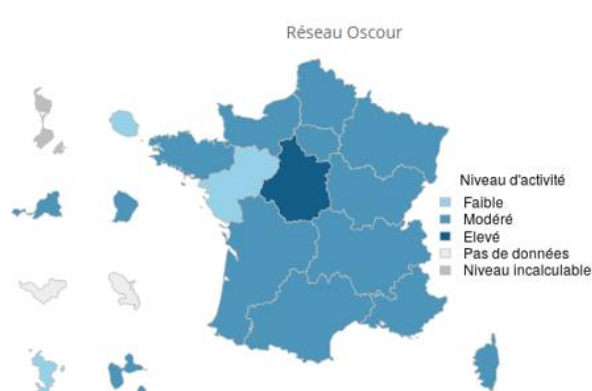 Réseau Oscour
Niveau d'activité
Faible
Modéré
Elevé
Pas de données
Niveau incalculable